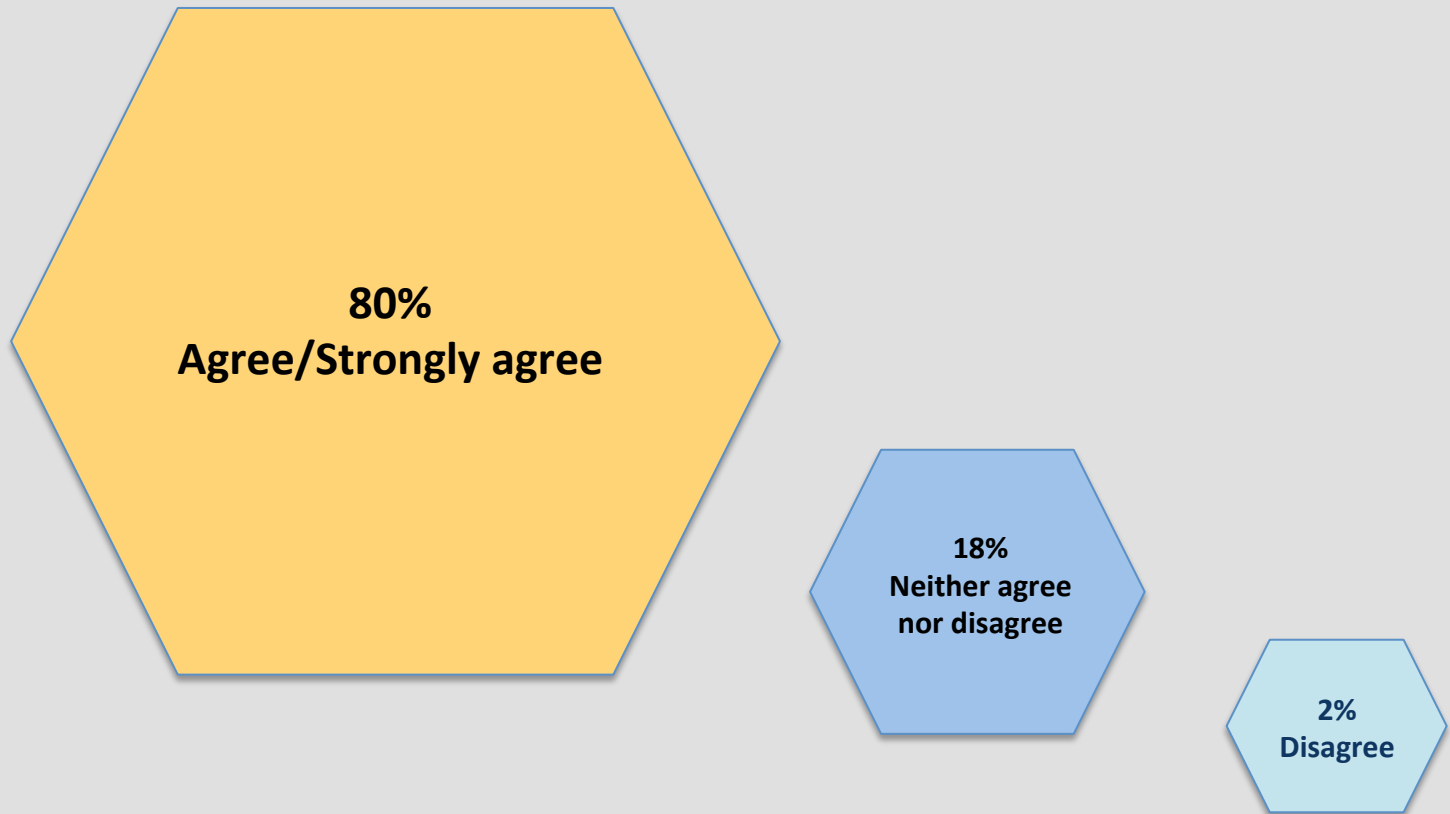 80%
Agree/Strongly agree
18%
Neither agree
nor disagree
2%
Disagree